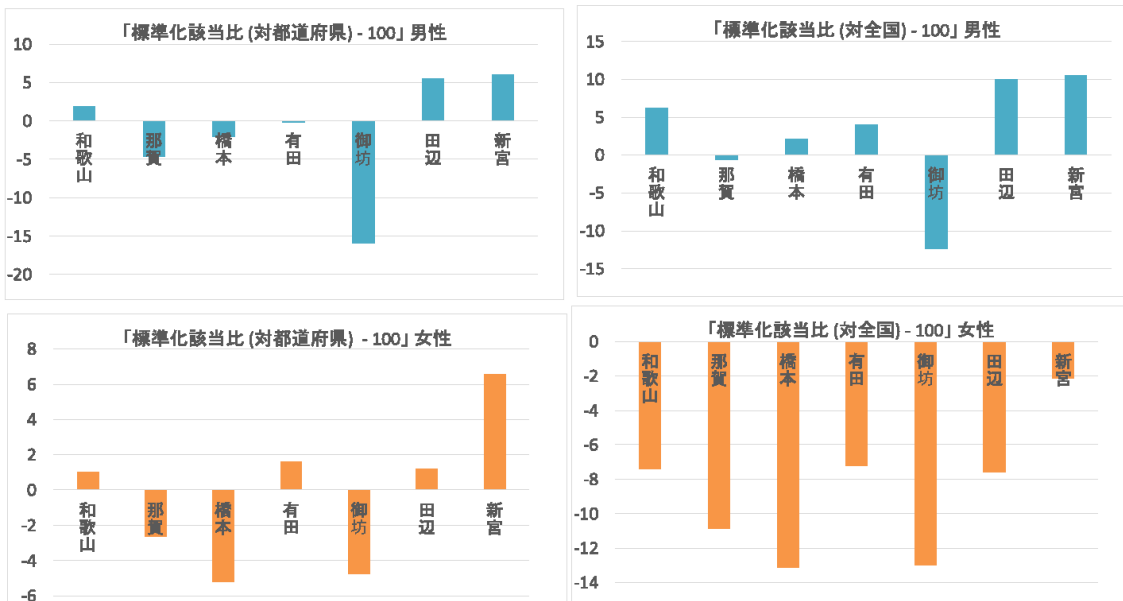 「標準化該当比 (対都道府県) - 100」 男性
10
5
0
-5
-10
-15
-20
和歌山
那賀
橋本
有田
御坊
田辺
新宮
「標準化該当比 (対全国) - 100」 男性
15
10
5
0
-5
-10
-15
和歌山
那賀
橋本
有田
御坊
田辺
新宮
「標準化該当比 (対都道府県) - 100」 女性
8
6
4
2
0
-2
-4
-6
和歌山
那賀
橋本
有田
御坊
田辺
新宮
「標準化該当比 (対全国) - 100」 女性
0
-2
-4
-6
-8
-10
-12
-14
和歌山
那賀
橋本
有田
御坊
田辺
新宮